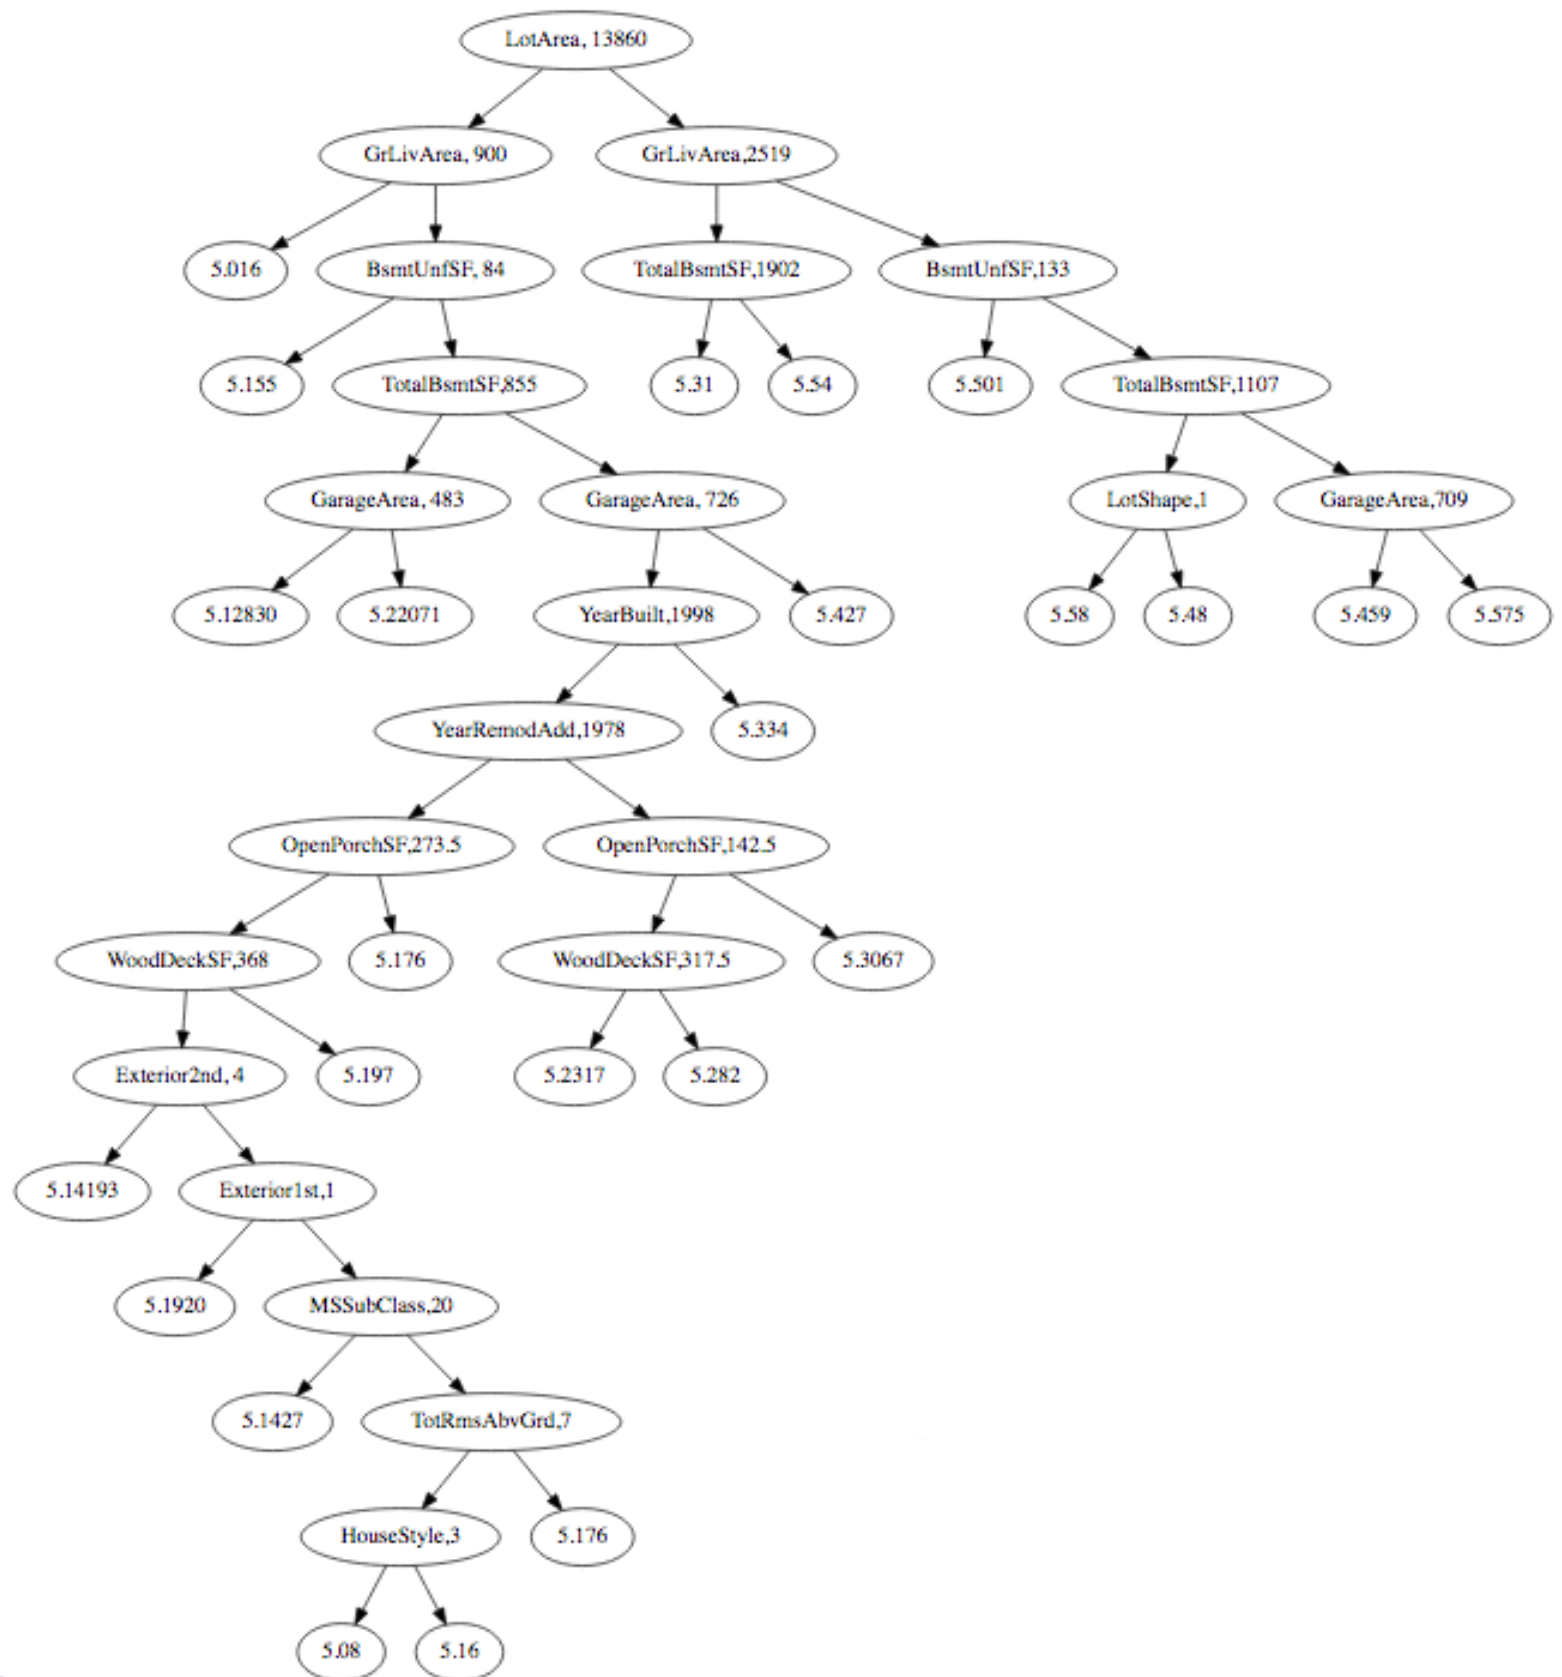 LotArea, 13860
GrLivArea, 900
GrLivArea,2519
5.016
BsmtUnfSF, 84
TotalBsmtSF,1902
BsmtUnfSF,133
5.155
TotalBsmtSF,855
5.31
5.54
5.501
TotalBsmtSF,1107
GarageArea, 483
GarageArea, 726
LotShape,1
GarageArea,709
5.12830
5.22071
YearBuilt,1998
5.427
5.58
5.48
5.459
5.575
YearRemodAdd,1978
5.334
OpenPorchSF,273.5
OpenPorchSF,142.5
WoodDeckSF,368
5.176
WoodDeckSF,317.5
5.3067
Exterior2nd, 4
5.197
5.2317
5.282
5.14193
Exterior1st,1
5.1920
MSSubClass,20
5.1427
TotRmsAbvGrd,7
HouseStyle,3
5.176
5.08
5.16